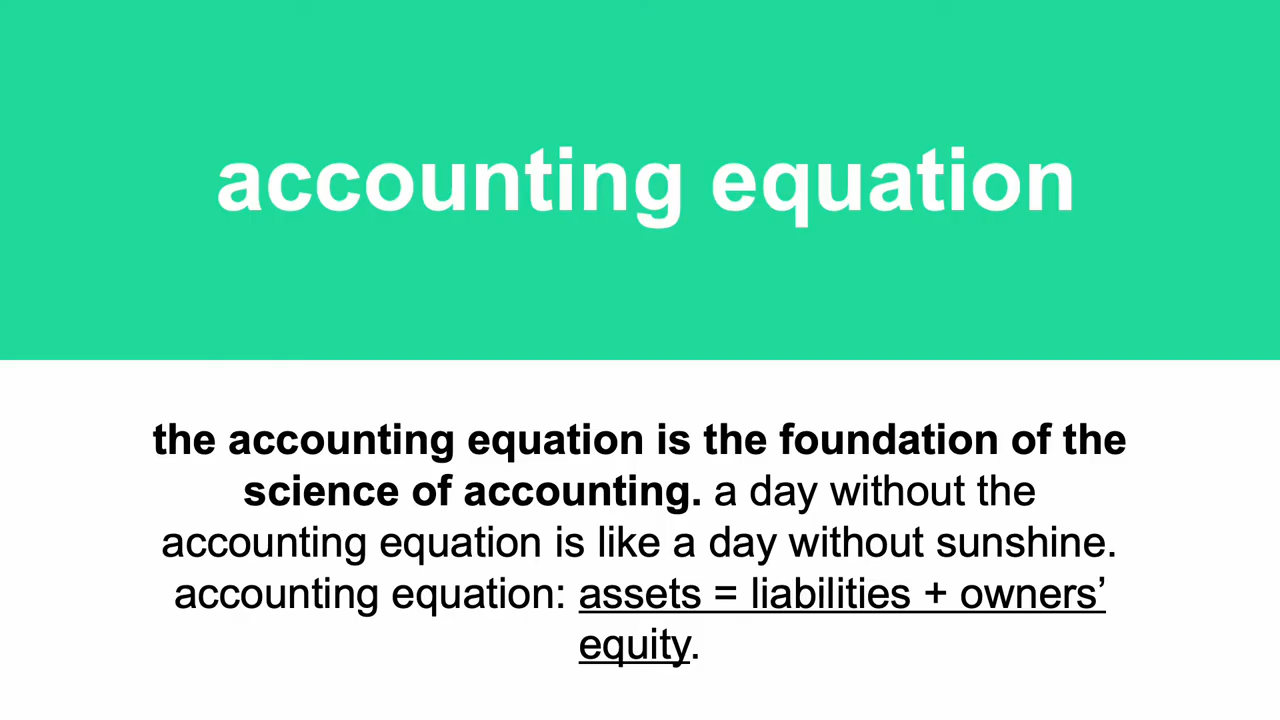 accounting equation
the accounting equation is the foundation of the
science of accounting. a day without the
accounting equation is like a day without sunshine.
accounting equation: assets = liabilities + owners’
equity.